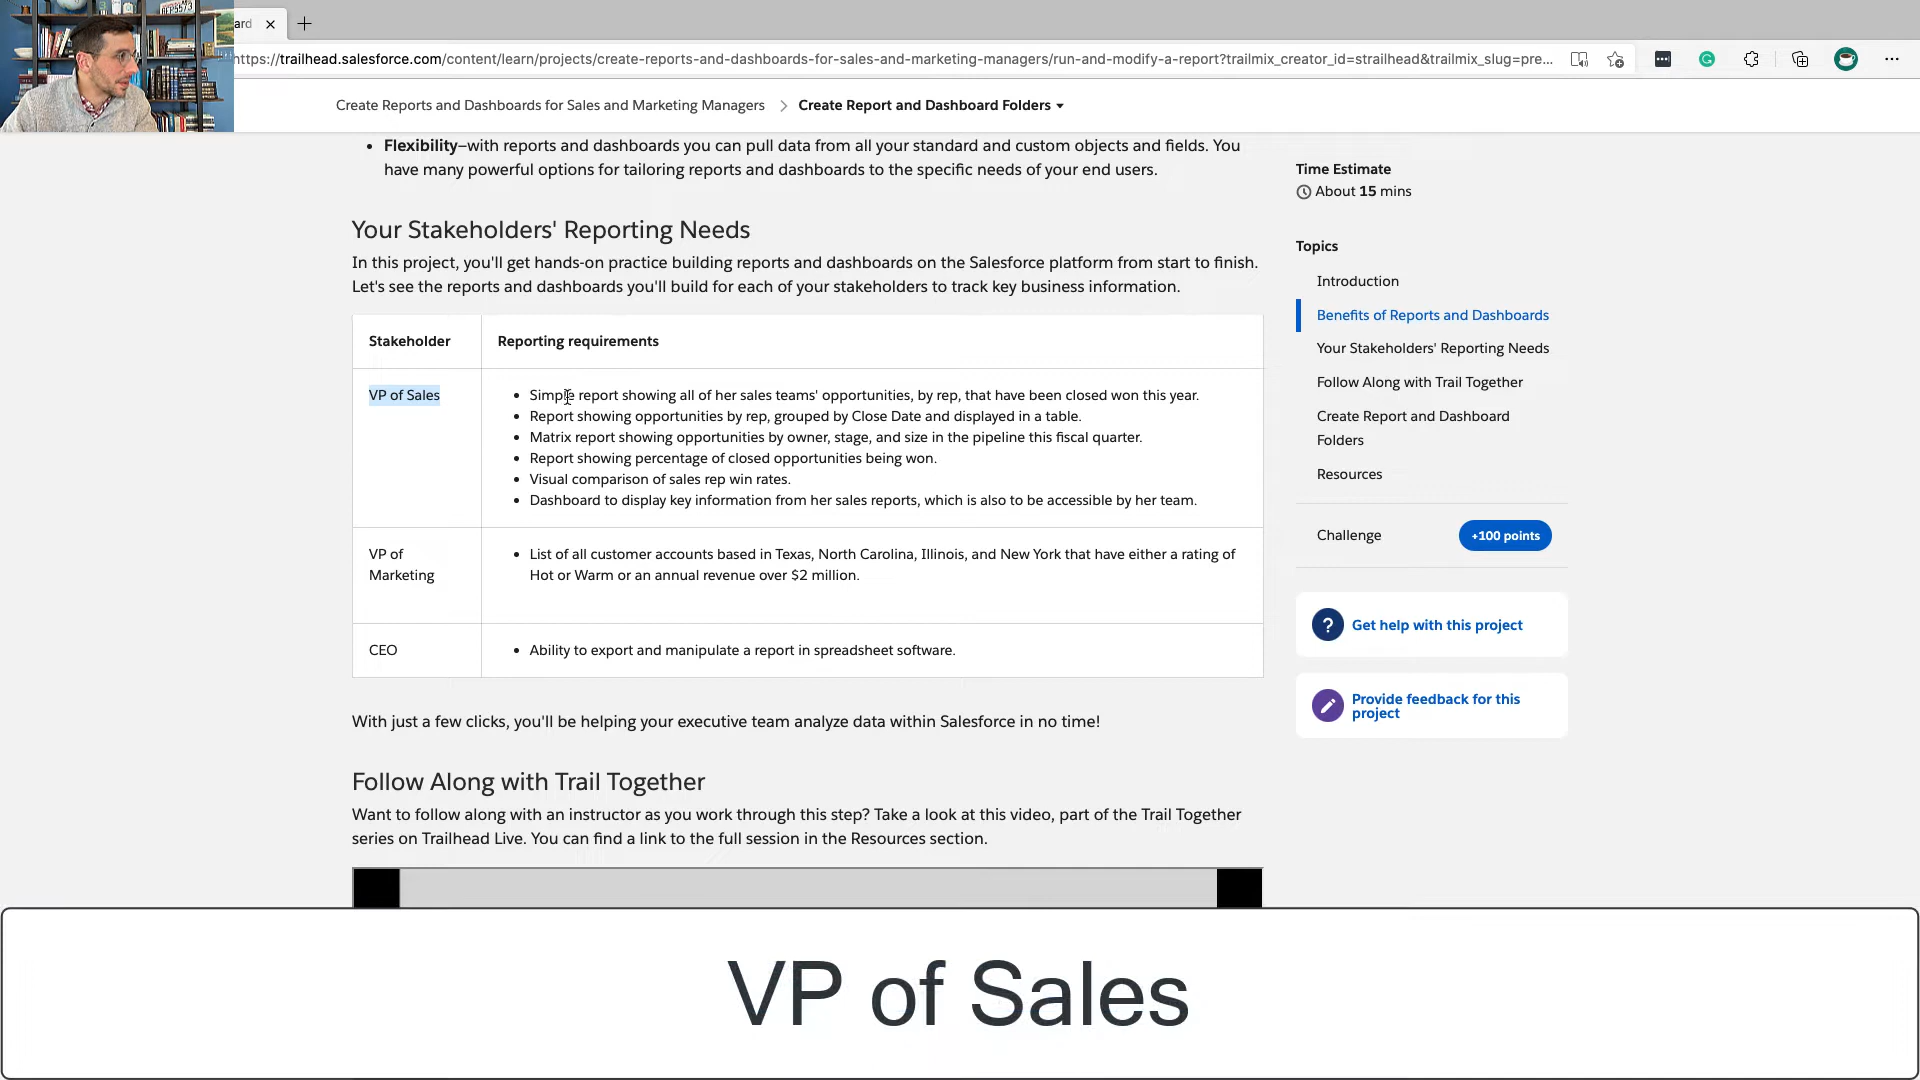 ard
https://trailhead.salesforce.com/content/learn/projects/create-reports-and-dashboards-for-sales-and-marketing-managers/run-and-modify-a-report?trailmix_creator_id=strailhead&trailmix_slug=pre...
Create Reports and Dashboards for Sales and Marketing Managers > Create Report and Dashboard Folders
• Flexibility—with reports and dashboards you can pull data from all your standard and custom objects and fields. You
have many powerful options for tailoring reports and dashboards to the specific needs of your end users.
Your Stakeholders' Reporting Needs
In this project, you'll get hands-on practice building reports and dashboards on the Salesforce platform from start to finish.
Let's see the reports and dashboards you'll build for each of your stakeholders to track key business information.
Stakeholder Reporting requirements
VP of Sales
• Simple report showing all of her sales teams' opportunities, by rep, that have been closed won this year.
• Report showing opportunities by rep, grouped by Close Date and displayed in a table.
• Matrix report showing opportunities by owner, stage, and size in the pipeline this fiscal quarter.
• Report showing percentage of closed opportunities being won.
• Visual comparison of sales rep win rates.
• Dashboard to display key information from her sales reports, which is also to be accessible by her team.
VP of
Marketing
• List of all customer accounts based in Texas, North Carolina, Illinois, and New York that have either a rating of
Hot or Warm or an annual revenue over $2 million.
CEO
• Ability to export and manipulate a report in spreadsheet software.
With just a few clicks, you'll be helping your executive team analyze data within Salesforce in no time!
Follow Along with Trail Together
Want to follow along with an instructor as you work through this step? Take a look at this video, part of the Trail Together
series on Trailhead Live. You can find a link to the full session in the Resources section.
Time Estimate
About 15 mins
Topics
Introduction
Benefits of Reports and Dashboards
Your Stakeholders' Reporting Needs
Follow Along with Trail Together
Create Report and Dashboard
Folders
Resources
Challenge +100 points
? Get help with this project
Provide feedback for this
project
VP of Sales